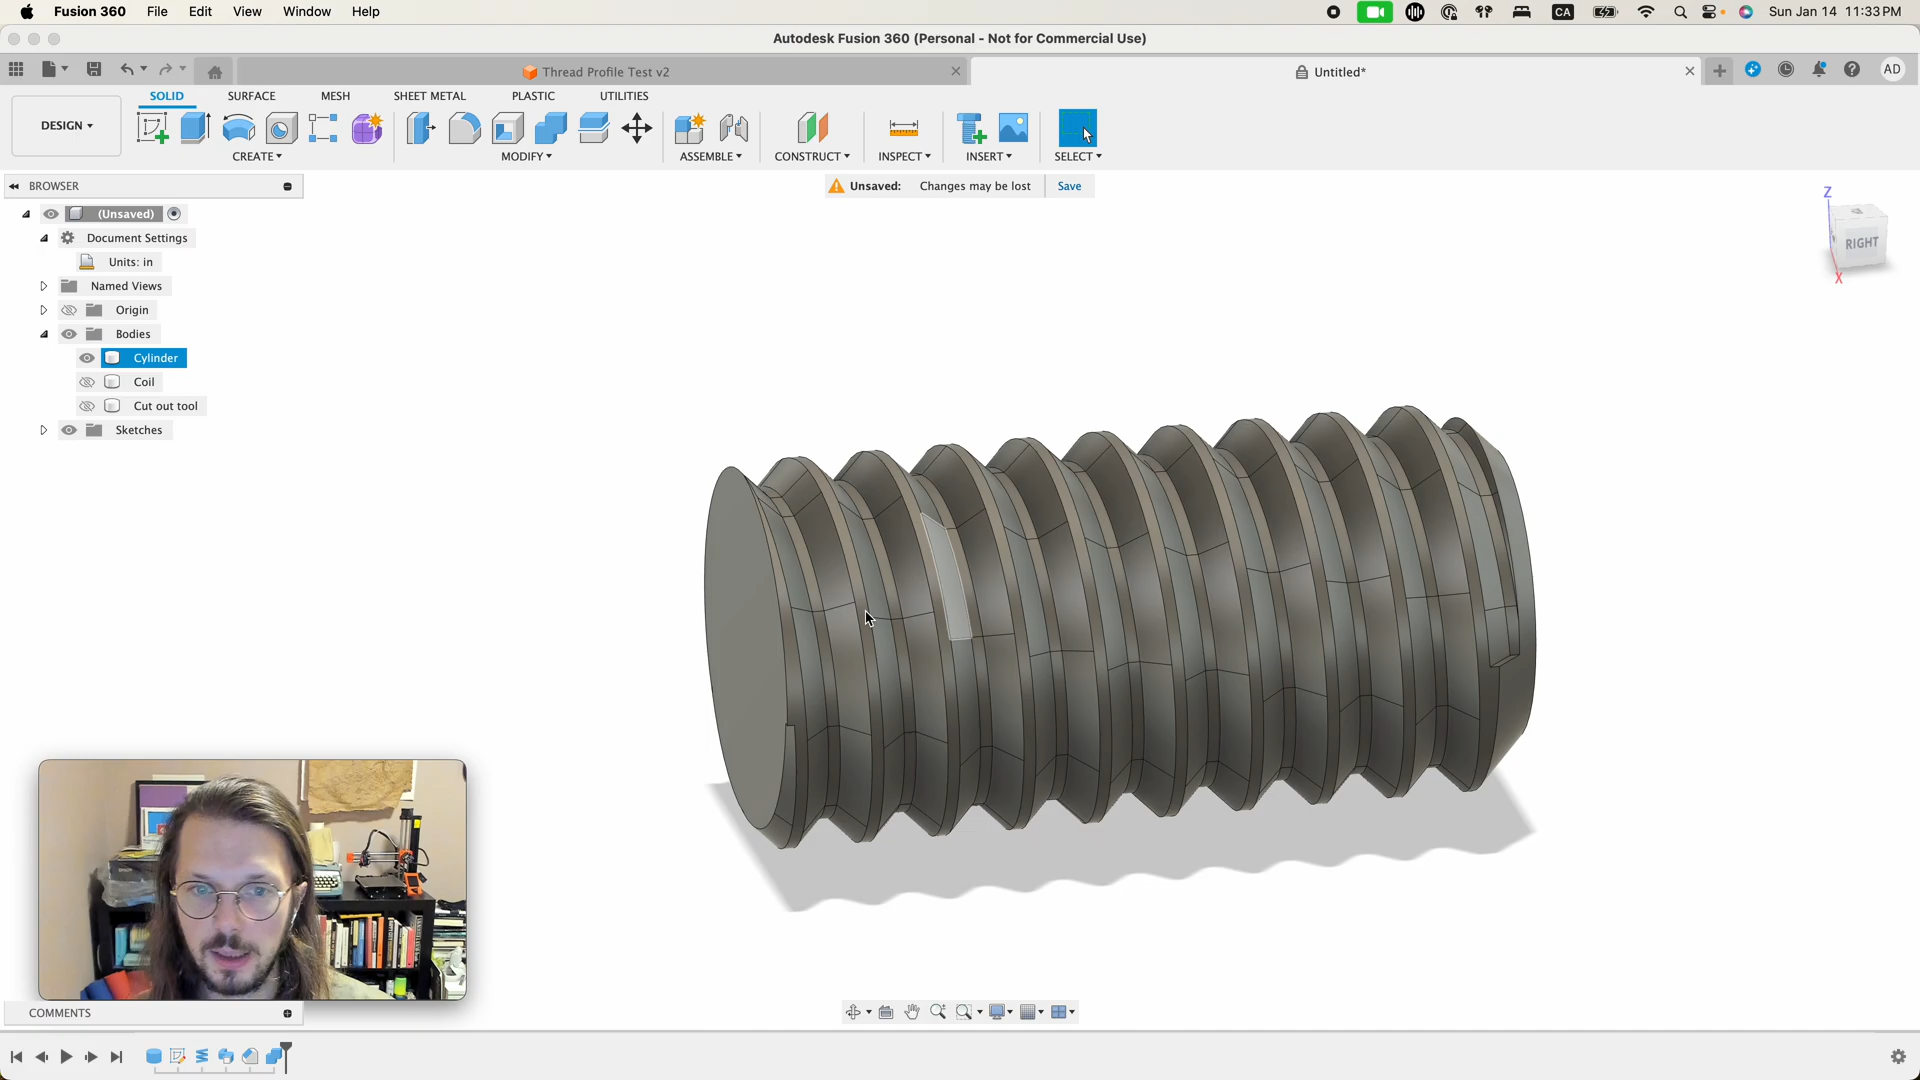 Fusion 360 File Edit View Window Help CA Sun Jan 14 11:33 PM
Autodesk Fusion 360 (Personal - Not for Commercial Use)
Thread Profile Test v2 Untitled* AD
SOLID SURFACE MESH SHEET METAL PLASTIC UTILITIES
DESIGN
CREATE MODIFY ASSEMBLE CONSTRUCT INSPECT INSERT SELECT
BROWSER
Unsaved: Changes may be lost Save
(Unsaved)
Document Settings
Units: in
Named Views
Origin
Bodies
Cylinder
Coil
Cut out tool
Sketches
Z
RIGHT
X
COMMENTS